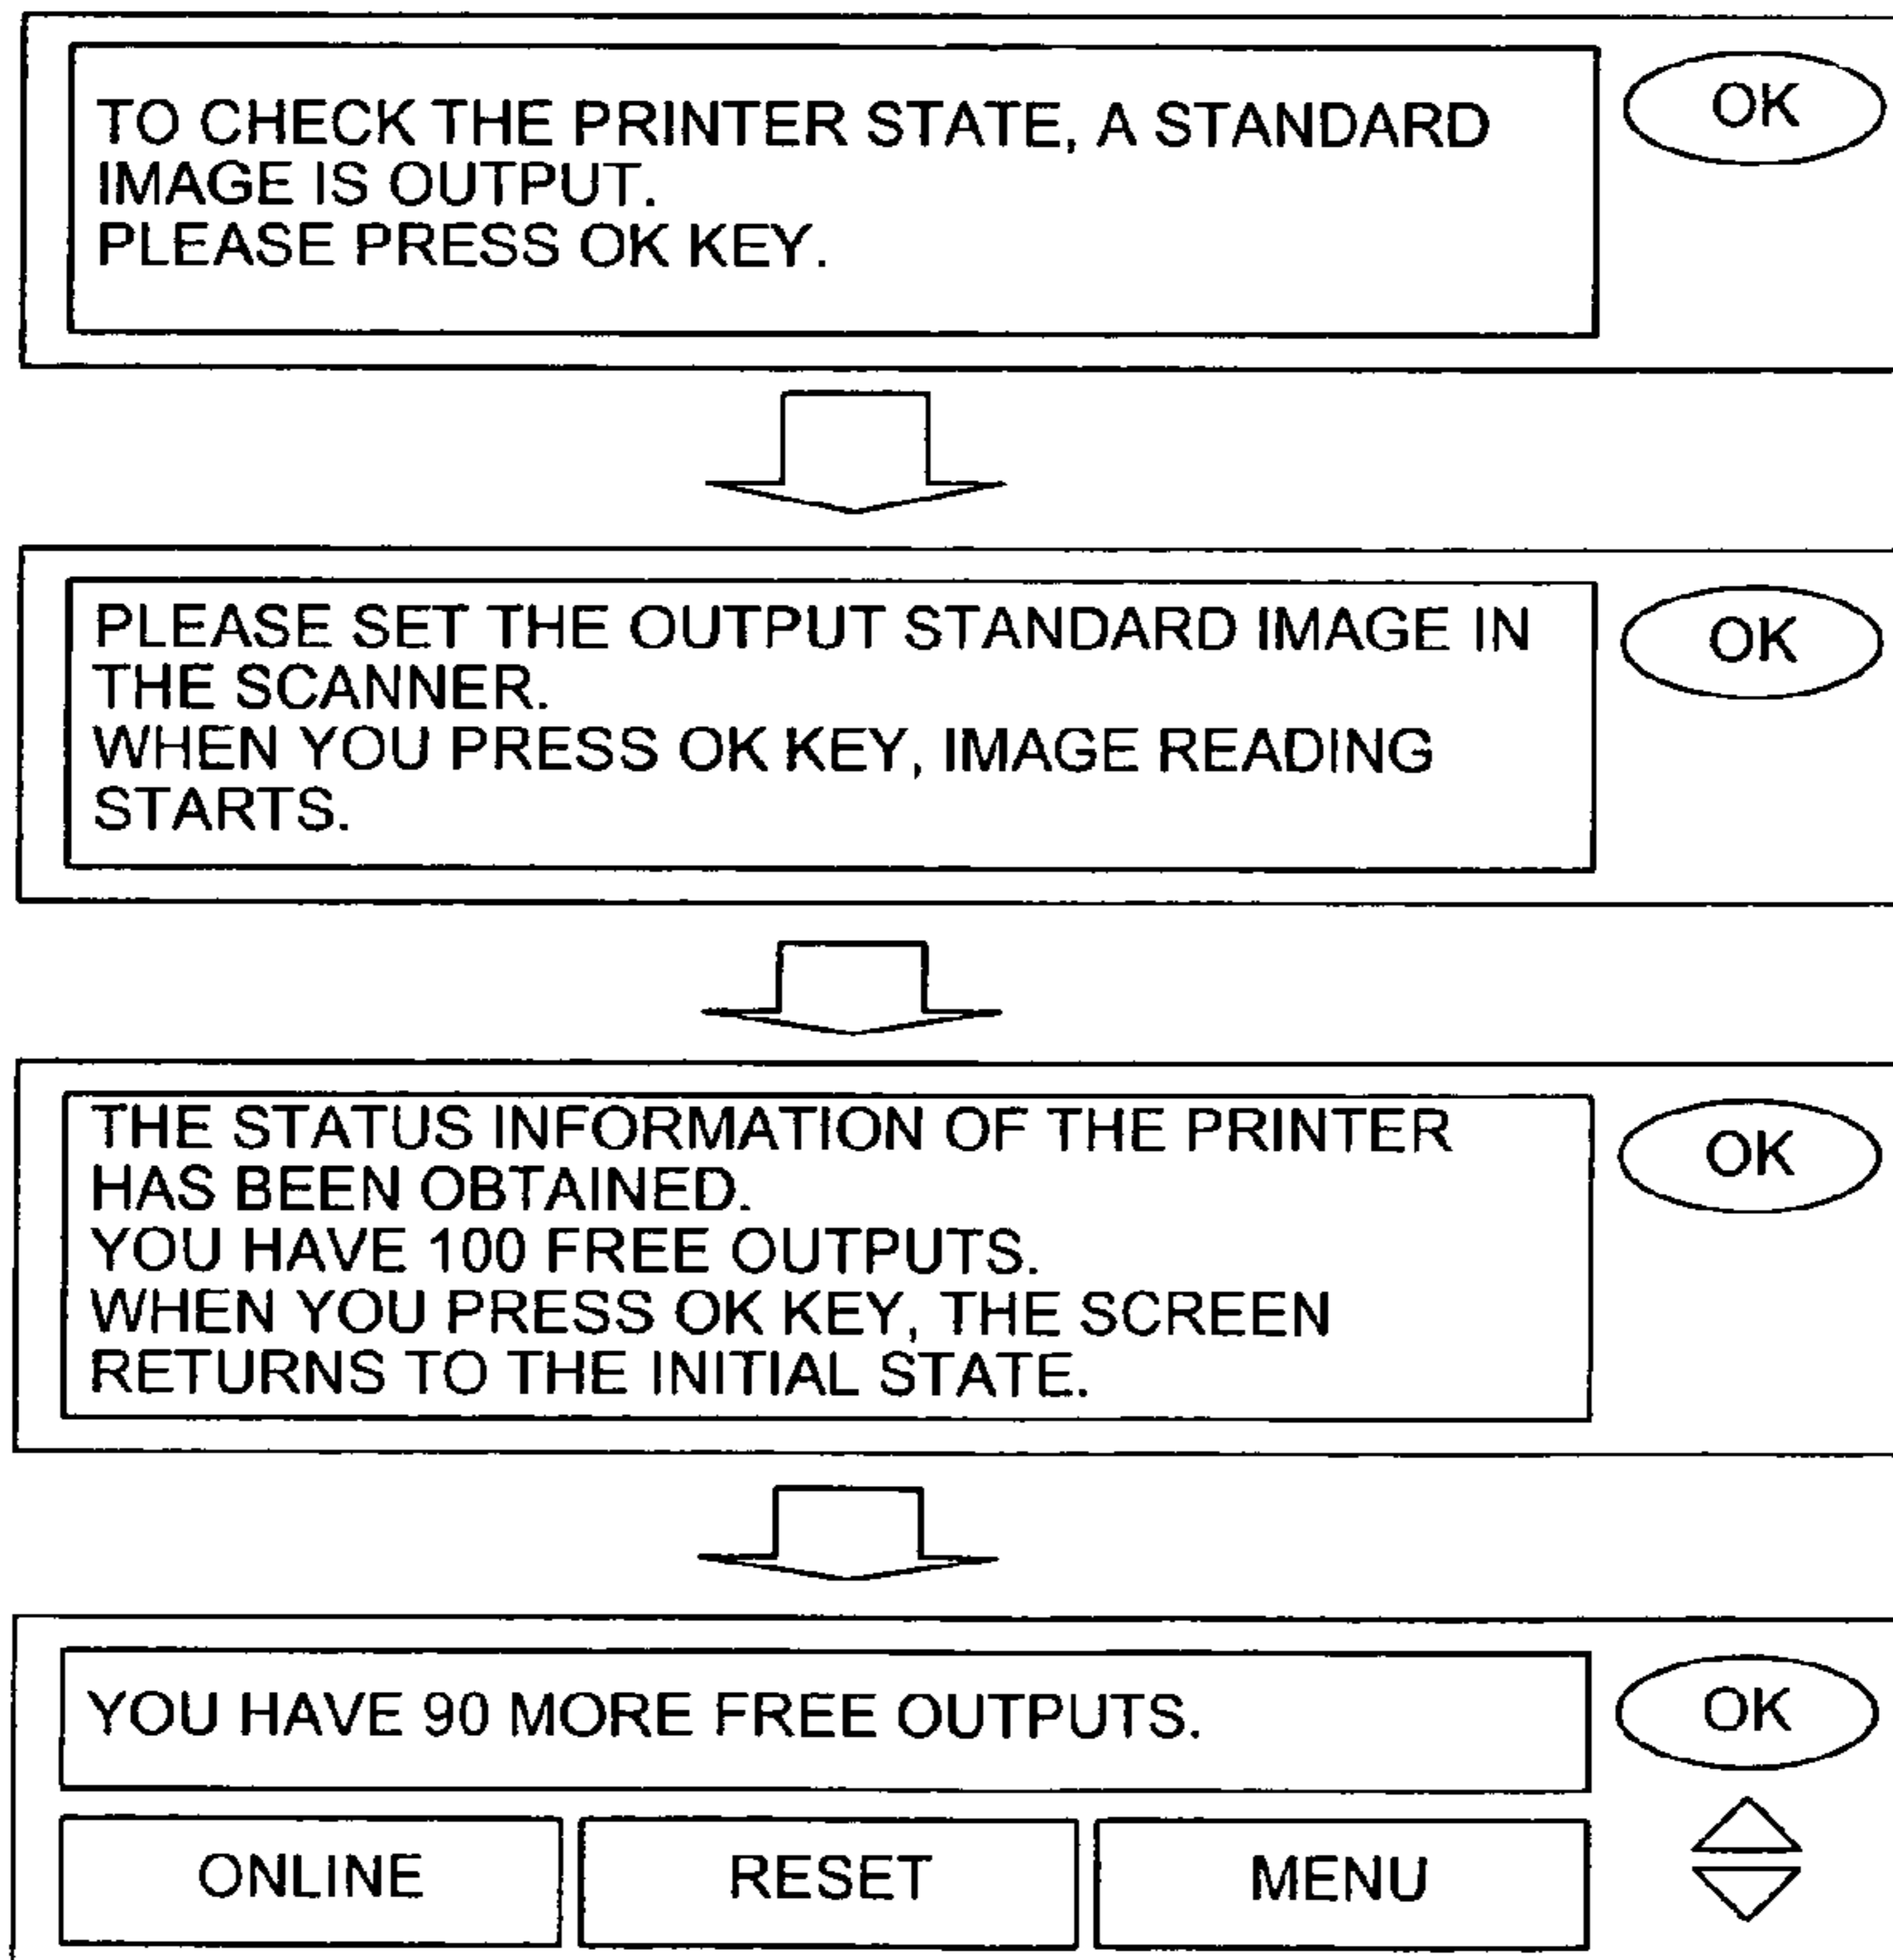 TO CHECK THE PRINTER STATE, A STANDARD
IMAGE IS OUTPUT.
PLEASE PRESS OK KEY.
OK
PLEASE SET THE OUTPUT STANDARD IMAGE IN
THE SCANNER.
WHEN YOU PRESS OK KEY, IMAGE READING
STARTS.
OK
THE STATUS INFORMATION OF THE PRINTER
HAS BEEN OBTAINED.
YOU HAVE 100 FREE OUTPUTS.
WHEN YOU PRESS OK KEY, THE SCREEN
RETURNS TO THE INITIAL STATE.
OK
YOU HAVE 90 MORE FREE OUTPUTS.
OK
ONLINE
RESET
MENU